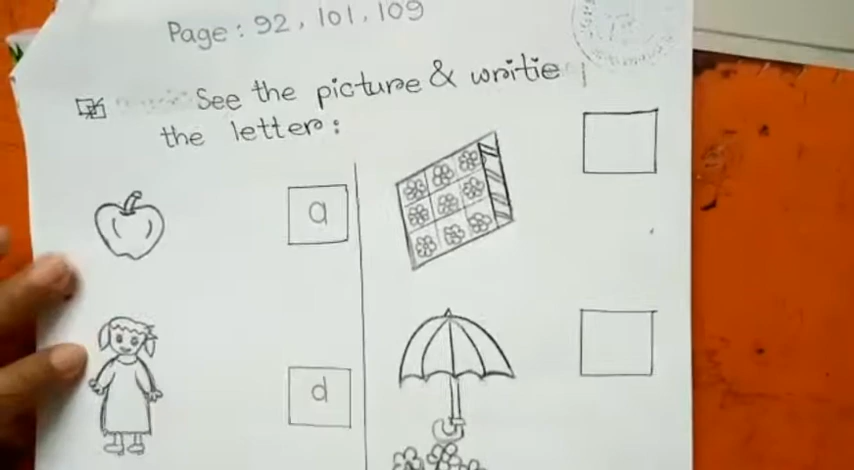 Page: 92, 101, 109
See the picture & writie
the letter:
a
d